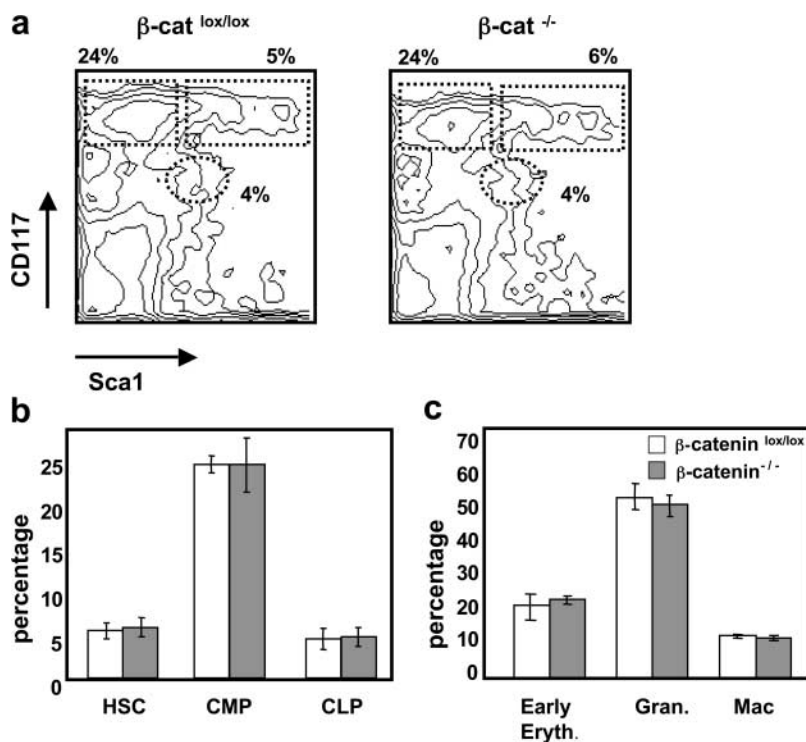 a
β-cat lox/lox
β-cat -/-
24%
5%
24%
6%
4%
4%
CD117
Sca1
b
c
percentage
25
20
15
10
5
0
HSC
CMP
CLP
percentage
70
60
50
40
30
20
10
0
β-catenin lox/lox
β-catenin -/-
Early
Eryth.
Gran.
Mac